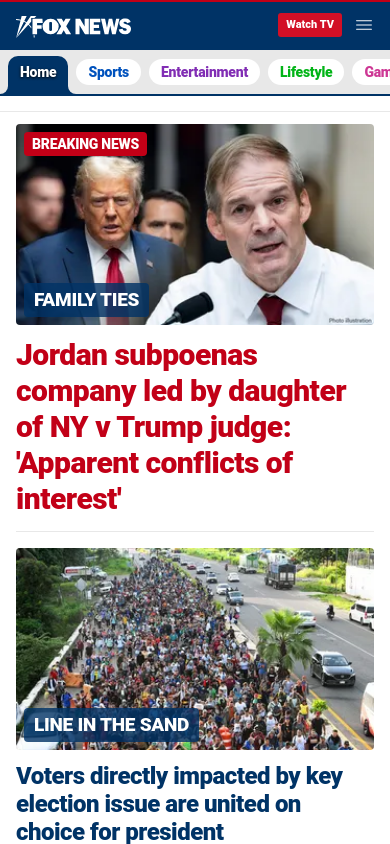 FOX NEWS
Watch TV
Home
Sports
Entertainment
Lifestyle
Gam
BREAKING NEWS
FAMILY TIES
Photo illustration
Jordan subpoenas
company led by daughter
of NY v Trump judge:
'Apparent conflicts of
interest'
LINE IN THE SAND
Voters directly impacted by key
election issue are united on
choice for president